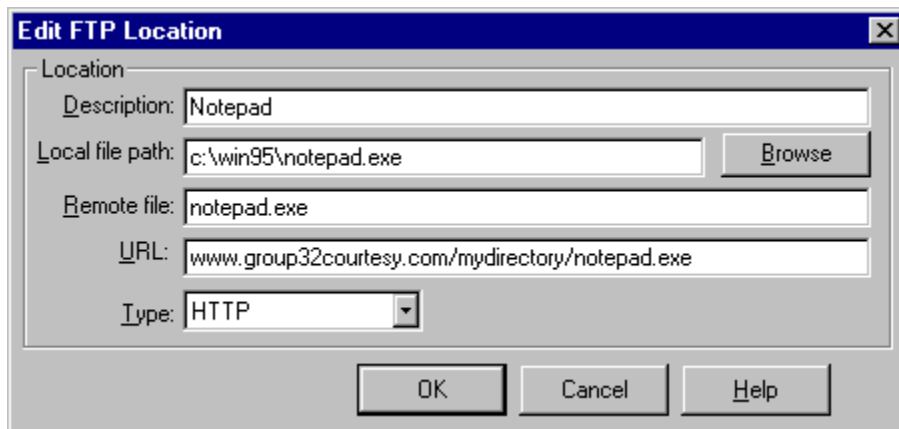 Edit FTP Location
Location
Description: Notepad
Local file path: c:\win95\notepad.exe Browse
Remote file: notepad.exe
URL: www.group32courtesy.com/mydirectory/notepad.exe
Type: HTTP
OK Cancel Help